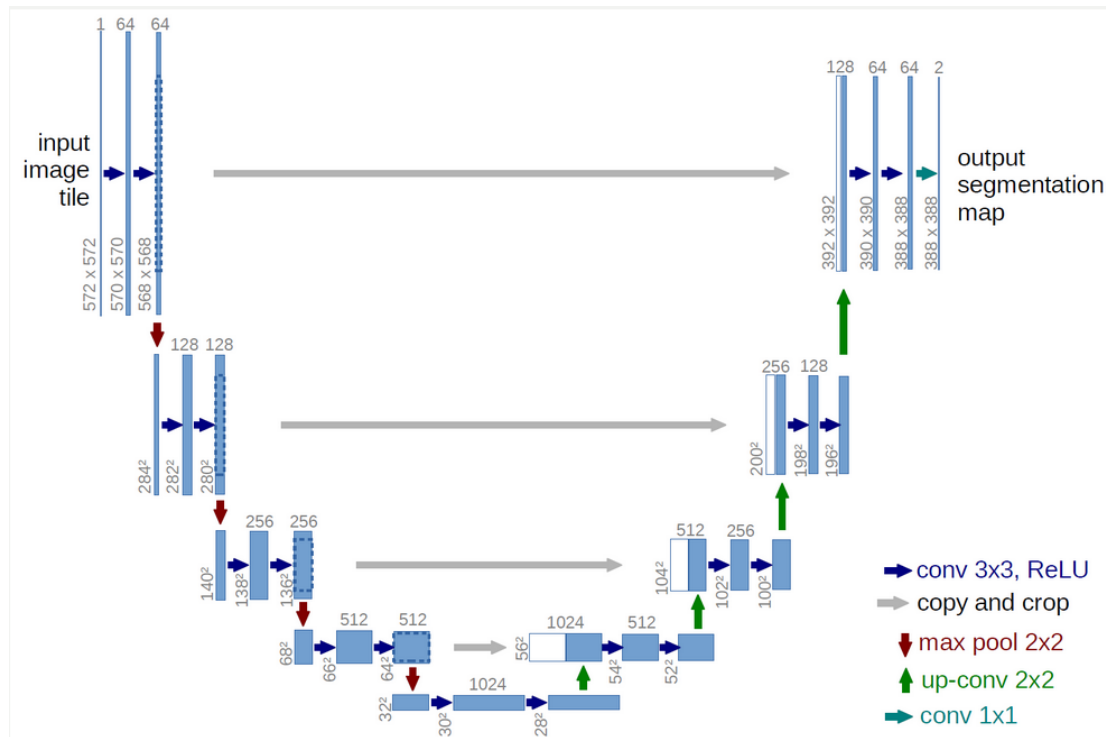 1 64 64
128 64 64 2
input
image
tile
output
segmentation
map
572 x 572
570 x 570
568 x 568
392 x 392
390 x 390
388 x 388
388 x 388
128 128
256 128
284²
282²
280²
200²
198²
196²
256 256
512 256
140²
138²
136²
104²
102²
100²
512 512
1024 512
68²
66²
64²
56²
54²
52²
1024
32²
30²
28²
conv 3x3, ReLU
copy and crop
max pool 2x2
up-conv 2x2
conv 1x1